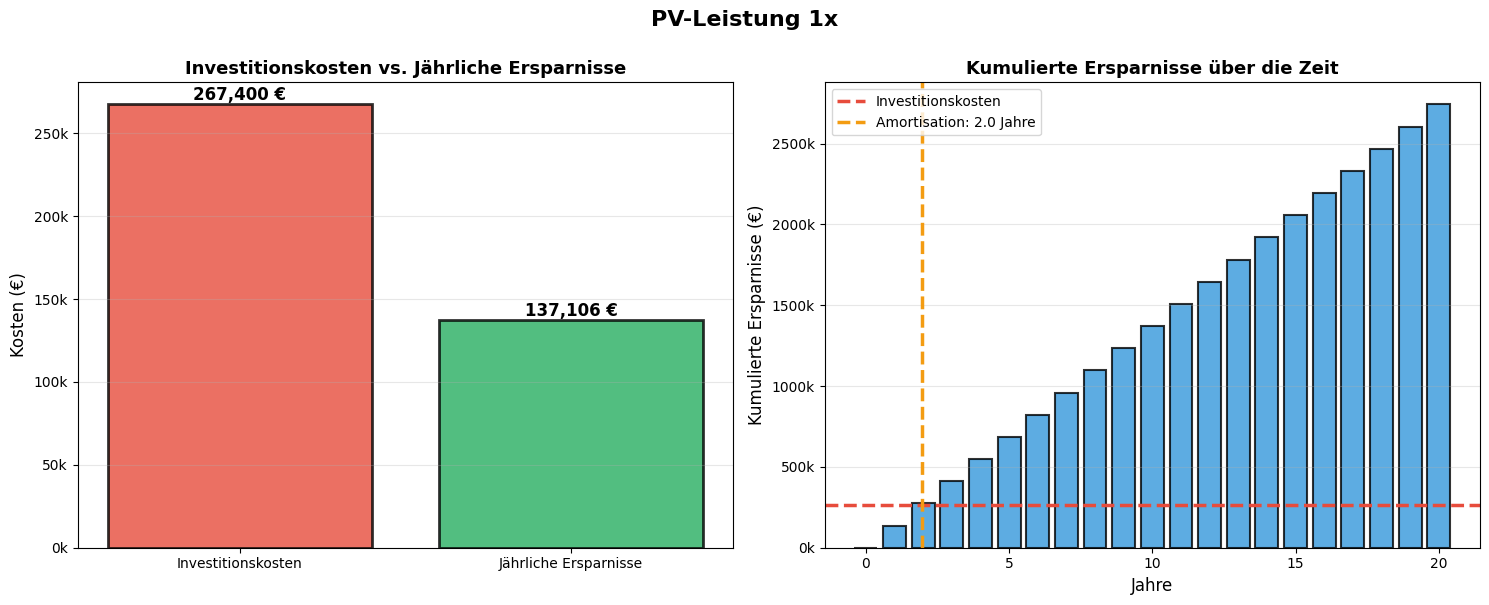 PV-Leistung 1x
Investitionskosten vs. Jährliche Ersparnisse
267,400 €
137,106 €
Kosten (€)
250k
200k
150k
100k
50k
0k
Investitionskosten
Jährliche Ersparnisse
Kumulierte Ersparnisse über die Zeit
Investitionskosten
Amortisation: 2.0 Jahre
Kumulierte Ersparnisse (€)
2500k
2000k
1500k
1000k
500k
0k
0 5 10 15 20
Jahre